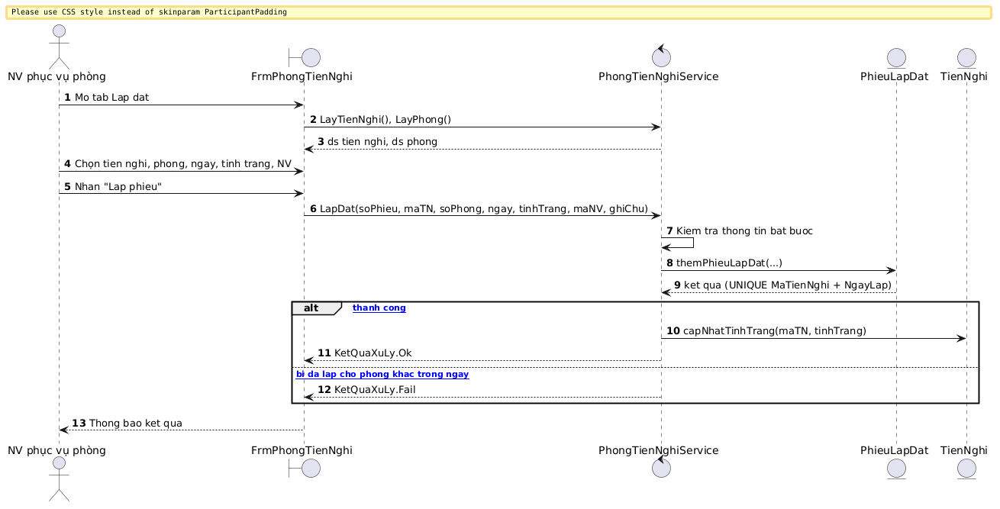 Please use CSS style instead of skinparam ParticipantPadding
NV phục vụ phòng FrmPhongTienNghi PhongTienNghiService PhieuLapDat TienNghi
1 Mo tab Lap dat
2 LayTienNghi(), LayPhong()
3 ds tien nghi, ds phong
4 Chọn tien nghi, phong, ngay, tinh trang, NV
5 Nhan "Lap phieu"
6 LapDat(soPhieu, maTN, soPhong, ngay, tinhTrang, maNV, ghiChu)
7 Kiem tra thong tin bat buoc
8 themPhieuLapDat(...)
9 ket qua (UNIQUE MaTienNghi + NgayLap)
alt thanh cong
10 capNhatTinhTrang(maTN, tinhTrang)
11 KetQuaXuLy.Ok
bi da lap cho phong khac trong ngay
12 KetQuaXuLy.Fail
13 Thong bao ket qua
NV phục vụ phòng FrmPhongTienNghi PhongTienNghiService PhieuLapDat TienNghi